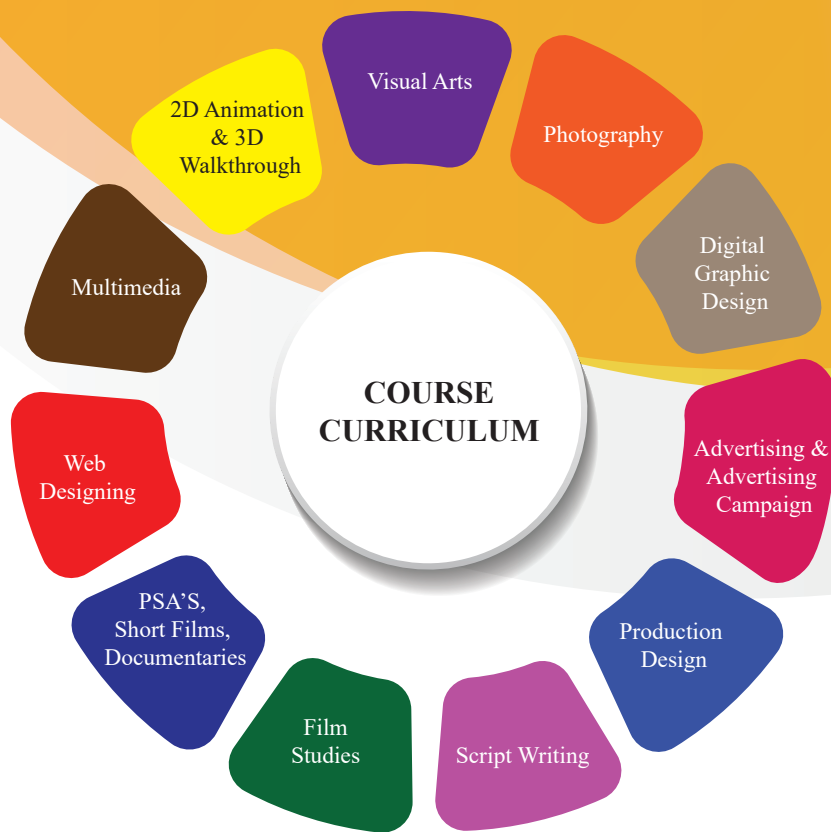 Visual Arts
Photography
Digital
Graphic
Design
Advertising &
Advertising
Campaign
Production
Design
Script Writing
Film
Studies
PSA'S,
Short Films,
Documentaries
Web
Designing
Multimedia
2D Animation
& 3D
Walkthrough
COURSE
CURRICULUM